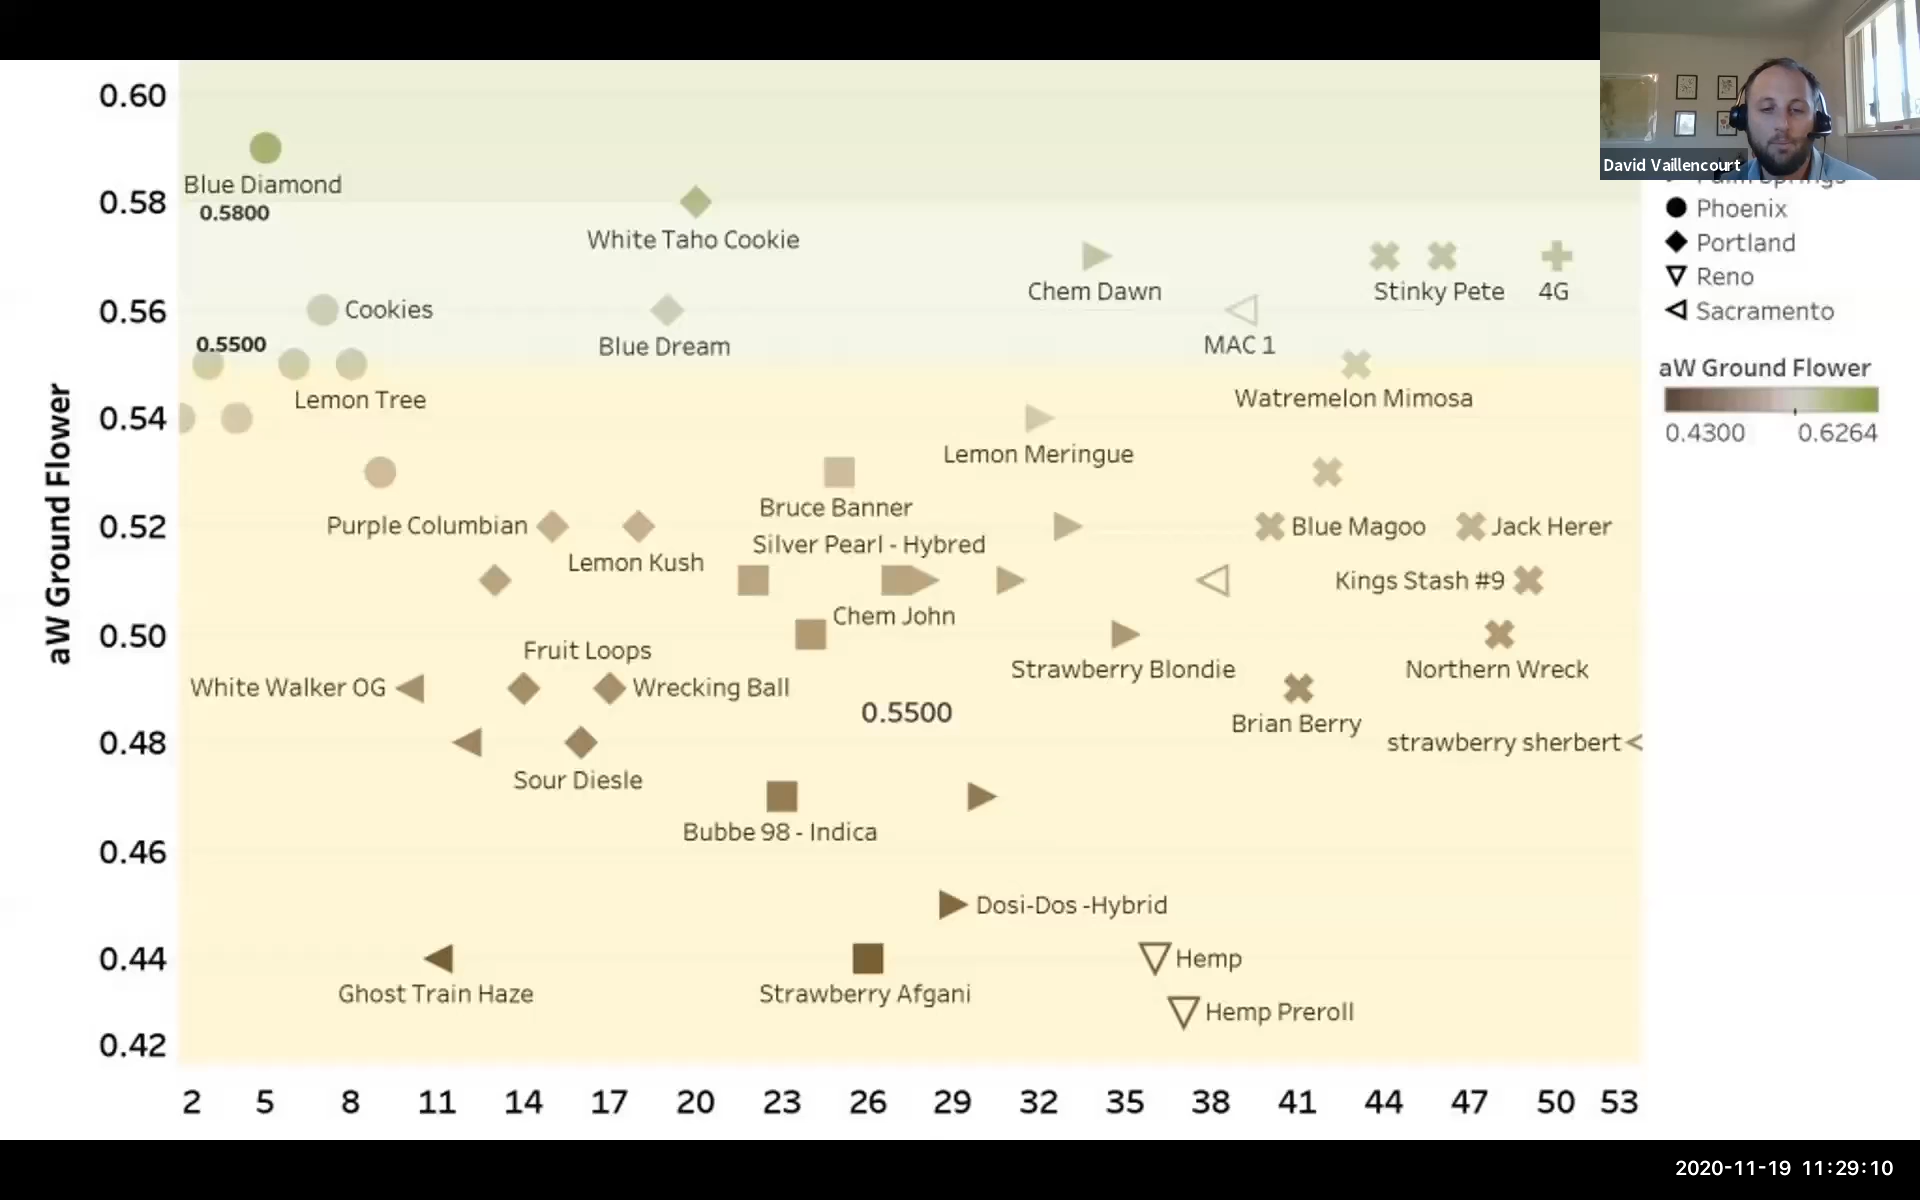 0.60
Blue Diamond
0.58
0.5800
White Taho Cookie
David Vaillencourt
Palm Springs
Phoenix
Portland
Reno
Sacramento
Chem Dawn
Stinky Pete
4G
0.56
Cookies
0.5500
Blue Dream
MAC 1
aW Ground Flower
0.4300
0.6264
Lemon Tree
Watremelon Mimosa
0.54
Lemon Meringue
aW Ground Flower
Bruce Banner
0.52
Purple Columbian
Silver Pearl - Hybred
Blue Magoo
Jack Herer
Lemon Kush
Kings Stash #9
Chem John
0.50
Fruit Loops
Strawberry Blondie
Northern Wreck
White Walker OG
Wrecking Ball
0.5500
Brian Berry
0.48
strawberry sherbert
Sour Diesle
Bubbe 98 - Indica
0.46
Dosi-Dos -Hybrid
0.44
Hemp
Ghost Train Haze
Strawberry Afgani
Hemp Preroll
0.42
2 5 8 11 14 17 20 23 26 29 32 35 38 41 44 47 50 53
2020-11-19 11:29:10